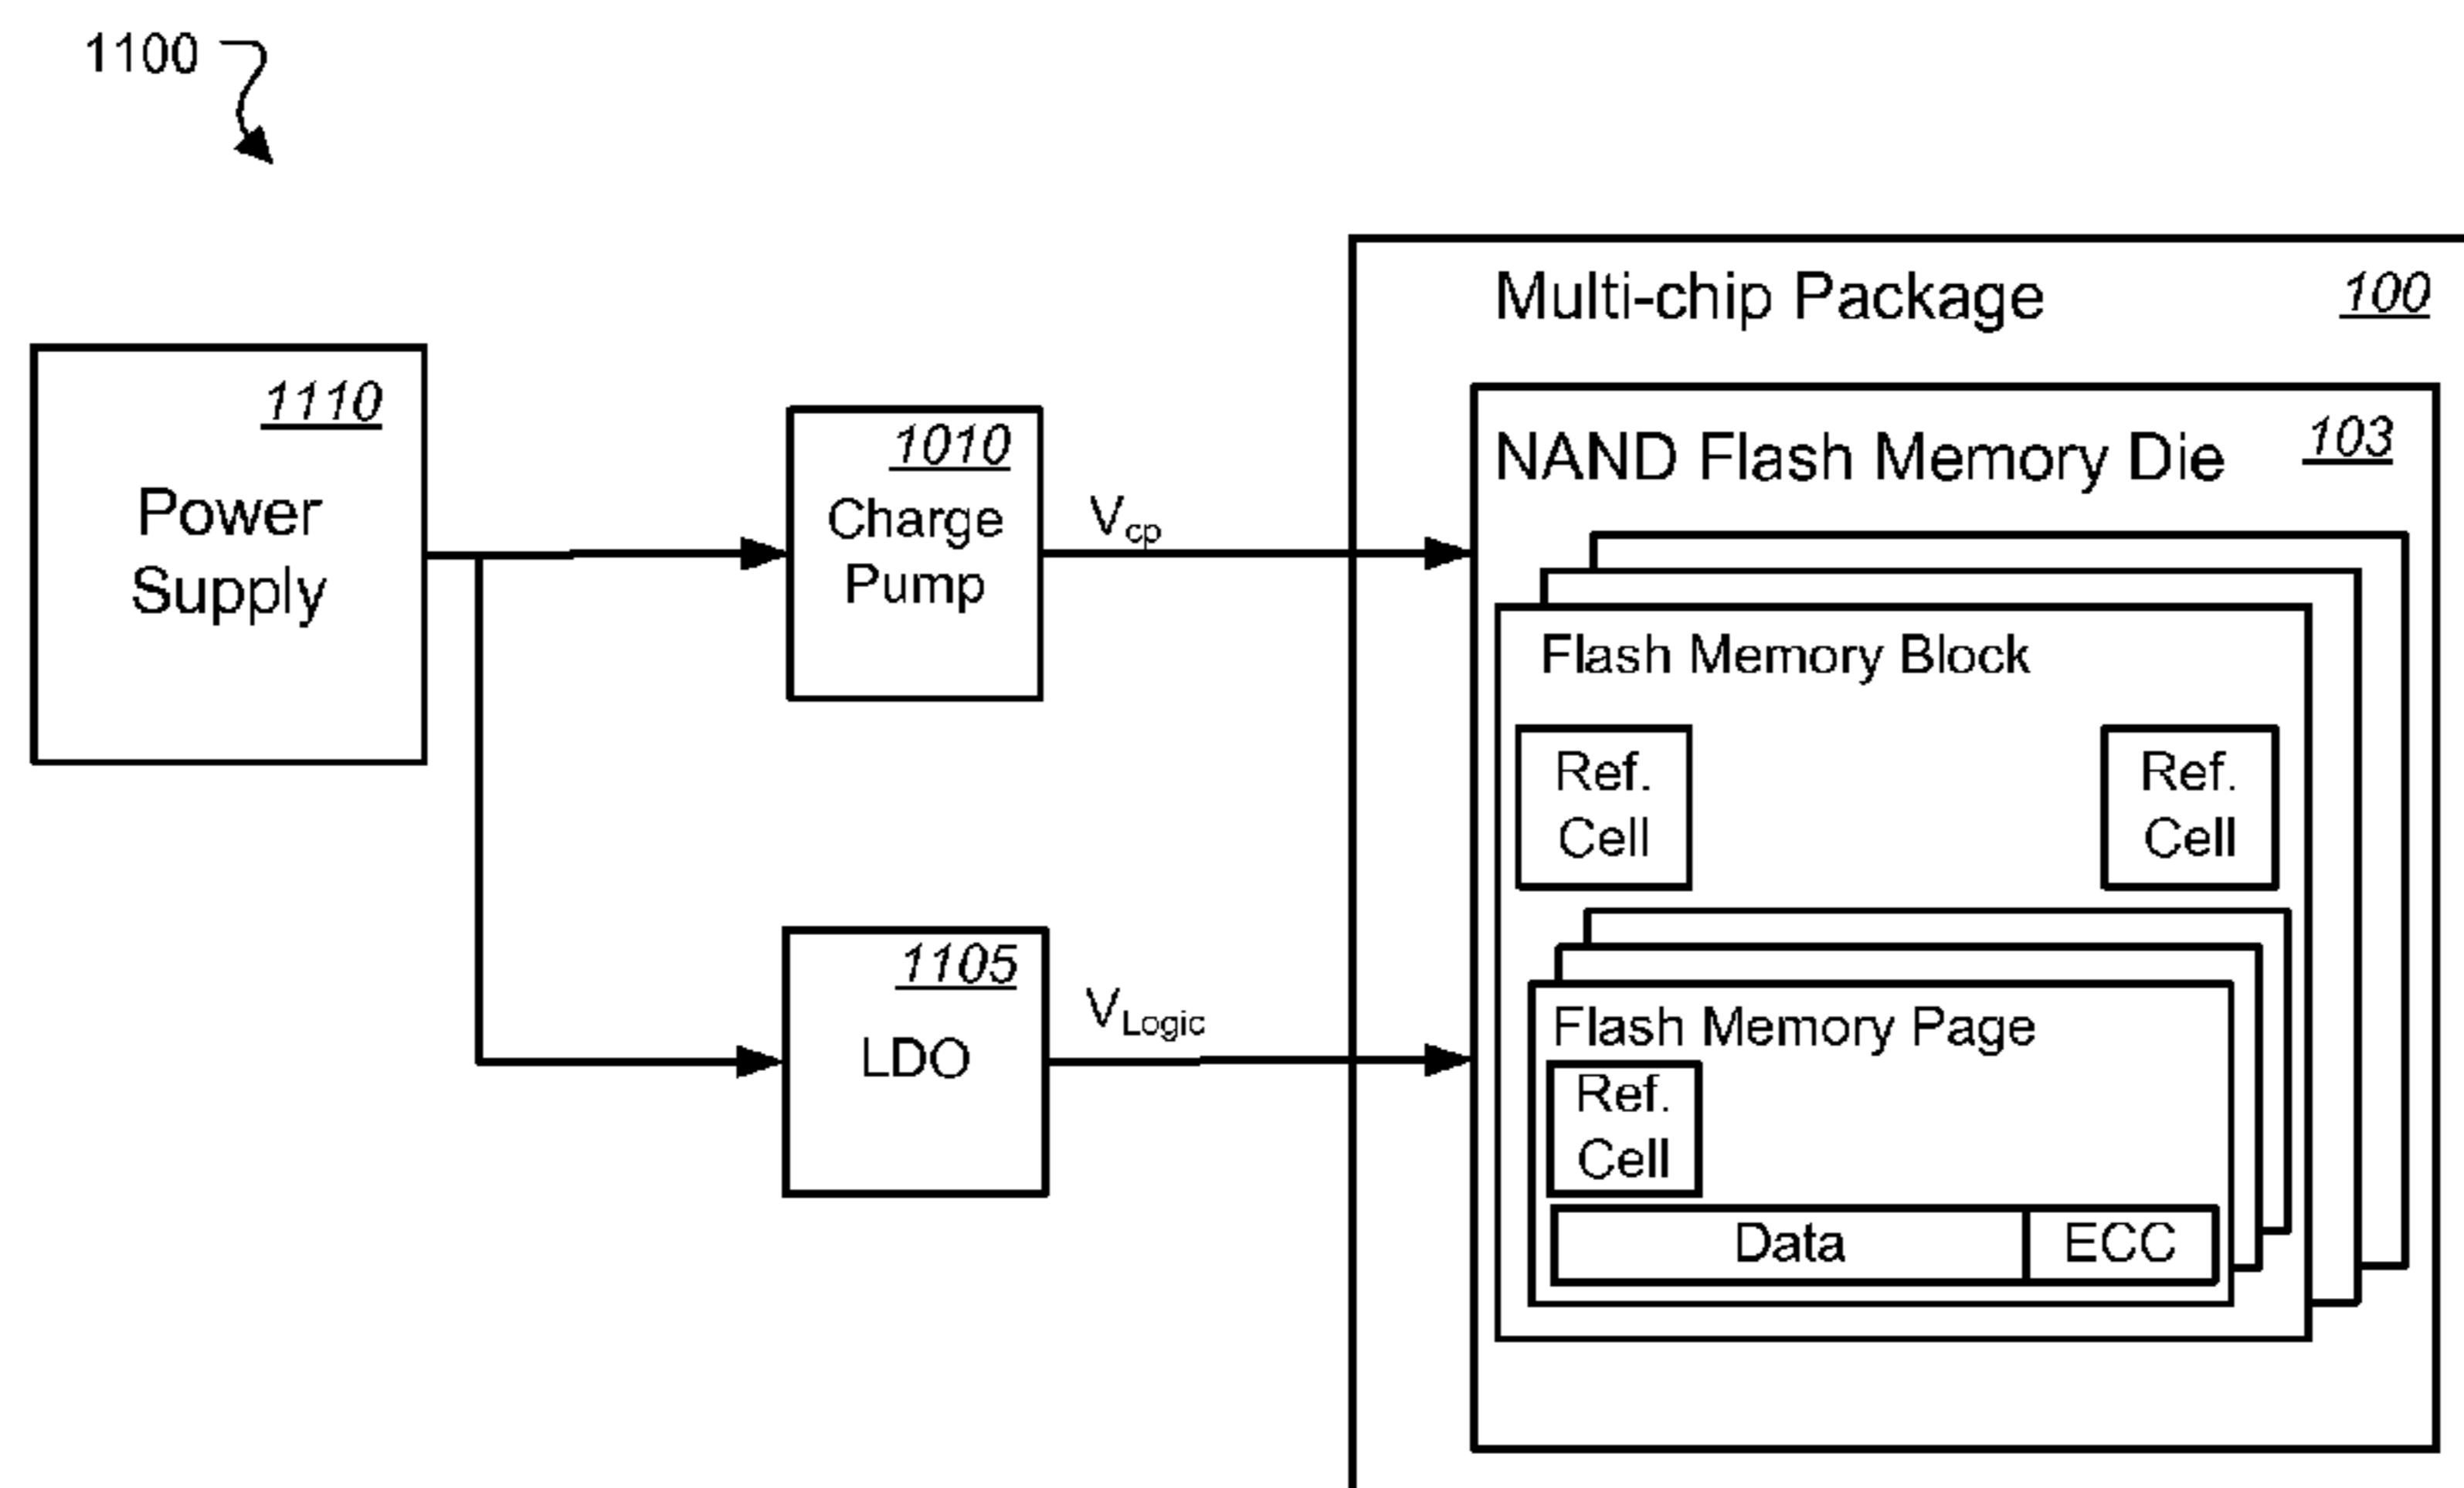 1100
Multi-chip Package 100
1110
Power
Supply
1010
Charge
Pump
Vcp
NAND Flash Memory Die 103
Flash Memory Block
Ref.
Cell
Ref.
Cell
1105
LDO
VLogic
Flash Memory Page
Ref.
Cell
Data ECC